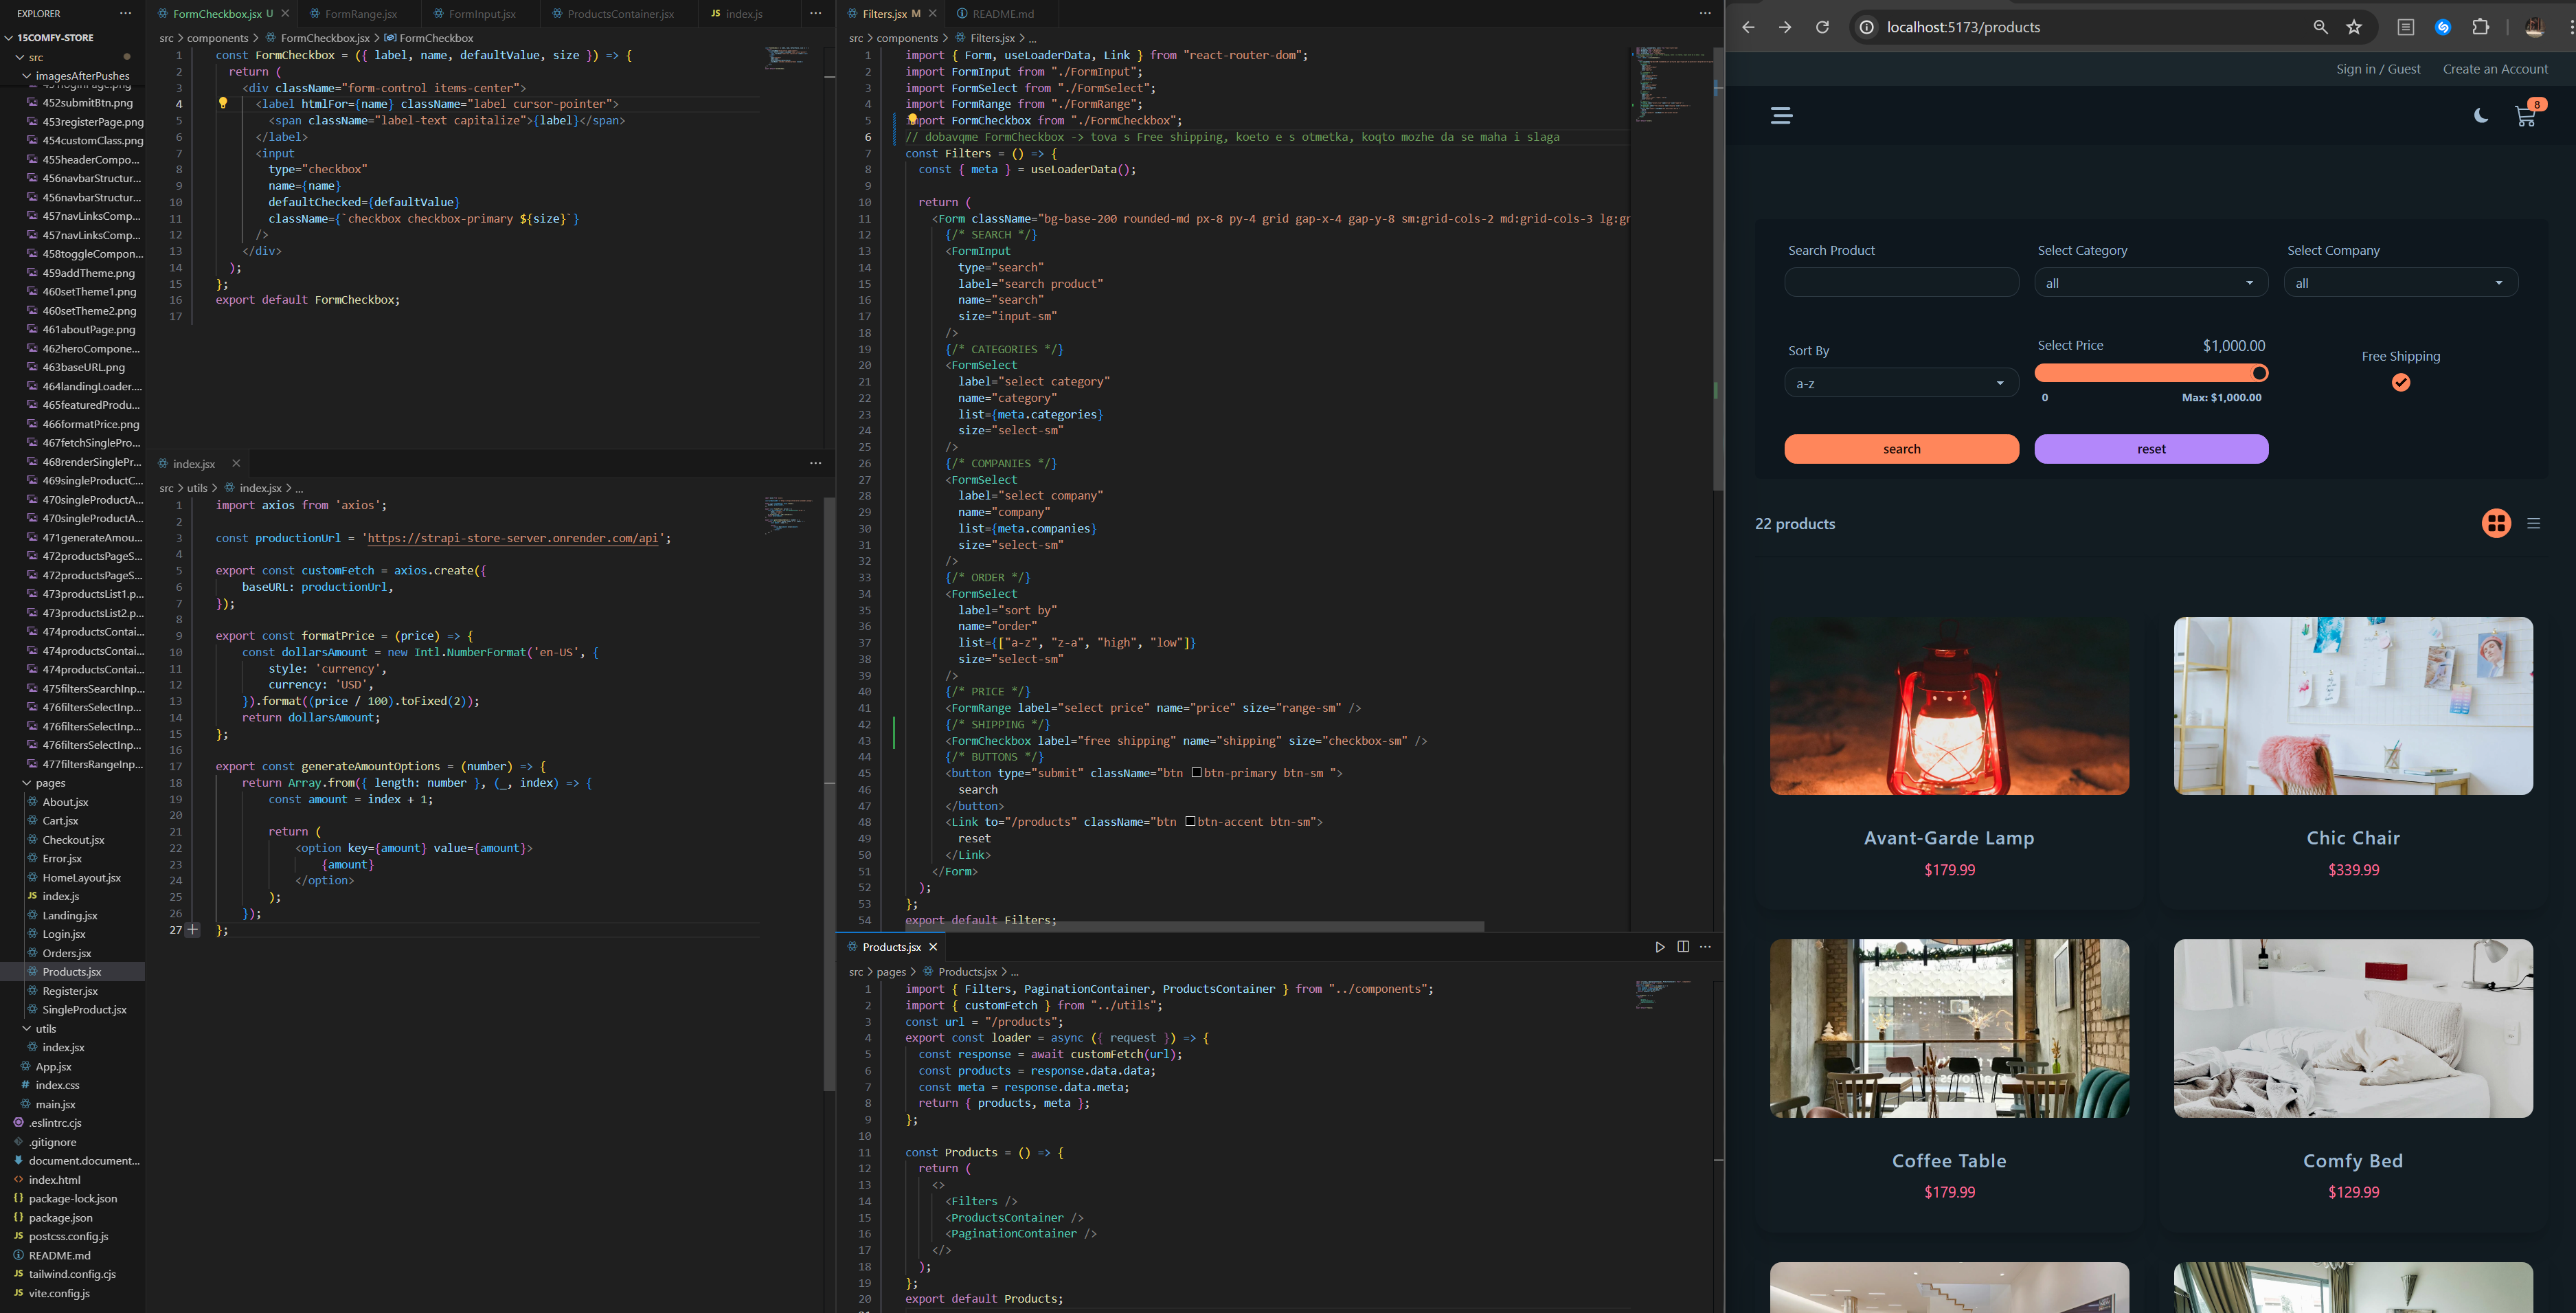 EXPLORER
15COMFY-STORE
src
imagesAfterPushes
451loginPage.png
452submitBtn.png
453registerPage.png
454customClass.png
455headerCompo...
456navbarStructur...
456navbarStructur...
457navLinksComp...
457navLinksComp...
458toggleCompon...
459addTheme.png
460setTheme1.png
460setTheme2.png
461aboutPage.png
462heroCompone...
463baseURL.png
464landingLoader....
465featuredProdu...
466formatPrice.png
467fetchSinglePro...
468renderSinglePr...
469singleProductC...
470singleProductA...
470singleProductA...
471generateAmou...
472productsPageS...
472productsPageS...
473productsList1.p...
473productsList2.p...
474productsContai...
474productsContai...
474productsContai...
475filtersSearchInp...
476filtersSelectInp...
476filtersSelectInp...
476filtersSelectInp...
477filtersRangeInp...
pages
About.jsx
Cart.jsx
Checkout.jsx
Error.jsx
HomeLayout.jsx
JS index.js
Landing.jsx
Login.jsx
Orders.jsx
Products.jsx
Register.jsx
SingleProduct.jsx
utils
index.jsx
App.jsx
# index.css
main.jsx
.eslintrc.cjs
.gitignore
document.document...
<> index.html
{} package-lock.json
{} package.json
JS postcss.config.js
README.md
JS tailwind.config.cjs
JS vite.config.js
FormCheckbox.jsx U
FormRange.jsx
FormInput.jsx
ProductsContainer.jsx
JS index.js
src > components > FormCheckbox.jsx > FormCheckbox
1 const FormCheckbox = ({ label, name, defaultValue, size }) => {
2 return (
3 <div className="form-control items-center">
4 <label htmlFor={name} className="label cursor-pointer">
5 <span className="label-text capitalize">{label}</span>
6 </label>
7 <input
8 type="checkbox"
9 name={name}
10 defaultChecked={defaultValue}
11 className={`checkbox checkbox-primary ${size}`}
12 />
13 </div>
14 );
15 };
16 export default FormCheckbox;
17
index.jsx
src > utils > index.jsx > ...
1 import axios from 'axios';
2
3 const productionUrl = 'https://strapi-store-server.onrender.com/api';
4
5 export const customFetch = axios.create({
6 baseURL: productionUrl,
7 });
8
9 export const formatPrice = (price) => {
10 const dollarsAmount = new Intl.NumberFormat('en-US', {
11 style: 'currency',
12 currency: 'USD',
13 }).format((price / 100).toFixed(2));
14 return dollarsAmount;
15 };
16
17 export const generateAmountOptions = (number) => {
18 return Array.from({ length: number }, (_, index) => {
19 const amount = index + 1;
20
21 return (
22 <option key={amount} value={amount}>
23 {amount}
24 </option>
25 );
26 });
27 };
Filters.jsx M
README.md
src > components > Filters.jsx > ...
1 import { Form, useLoaderData, Link } from "react-router-dom";
2 import FormInput from "./FormInput";
3 import FormSelect from "./FormSelect";
4 import FormRange from "./FormRange";
5 import FormCheckbox from "./FormCheckbox";
6 // dobavqme FormCheckbox -> tova s Free shipping, koeto e s otmetka, koqto mozhe da se maha i slaga
7 const Filters = () => {
8 const { meta } = useLoaderData();
9
10 return (
11 <Form className="bg-base-200 rounded-md px-8 py-4 grid gap-x-4 gap-y-8 sm:grid-cols-2 md:grid-cols-3 lg:gr
12 {/* SEARCH */}
13 <FormInput
14 type="search"
15 label="search product"
16 name="search"
17 size="input-sm"
18 />
19 {/* CATEGORIES */}
20 <FormSelect
21 label="select category"
22 name="category"
23 list={meta.categories}
24 size="select-sm"
25 />
26 {/* COMPANIES */}
27 <FormSelect
28 label="select company"
29 name="company"
30 list={meta.companies}
31 size="select-sm"
32 />
33 {/* ORDER */}
34 <FormSelect
35 label="sort by"
36 name="order"
37 list={["a-z", "z-a", "high", "low"]}
38 size="select-sm"
39 />
40 {/* PRICE */}
41 <FormRange label="select price" name="price" size="range-sm" />
42 {/* SHIPPING */}
43 <FormCheckbox label="free shipping" name="shipping" size="checkbox-sm" />
44 {/* BUTTONS */}
45 <button type="submit" className="btn btn-primary btn-sm ">
46 search
47 </button>
48 <Link to="/products" className="btn btn-accent btn-sm">
49 reset
50 </Link>
51 </Form>
52 );
53 };
54 export default Filters;
Products.jsx
src > pages > Products.jsx > ...
1 import { Filters, PaginationContainer, ProductsContainer } from "../components";
2 import { customFetch } from "../utils";
3 const url = "/products";
4 export const loader = async ({ request }) => {
5 const response = await customFetch(url);
6 const products = response.data.data;
7 const meta = response.data.meta;
8 return { products, meta };
9 };
10
11 const Products = () => {
12 return (
13 <>
14 <Filters />
15 <ProductsContainer />
16 <PaginationContainer />
17 </>
18 );
19 };
20 export default Products;
localhost:5173/products
Sign in / Guest Create an Account
8
Search Product
Select Category
Select Company
all
all
Sort By
Select Price $1,000.00
Free Shipping
a-z
0 Max: $1,000.00
search
reset
22 products
Avant-Garde Lamp
$179.99
Chic Chair
$339.99
Coffee Table
$179.99
Comfy Bed
$129.99